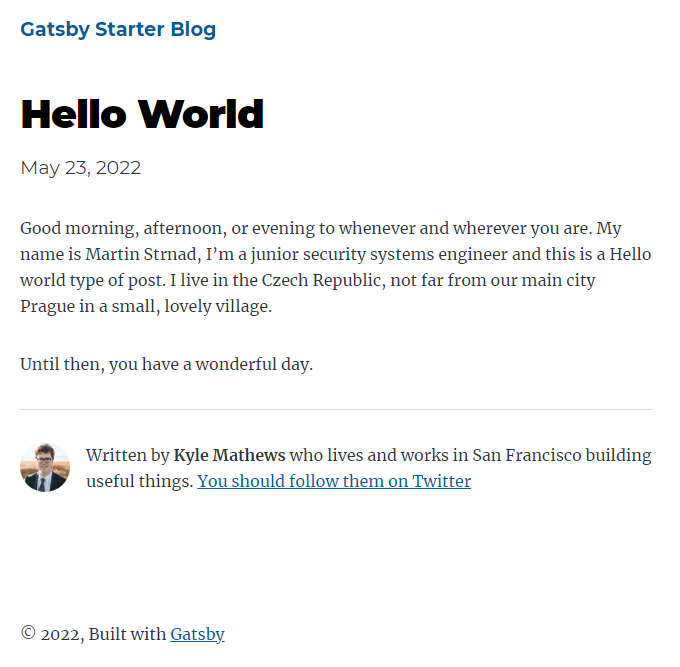 Gatsby Starter Blog
Hello World
May 23, 2022
Good morning, afternoon, or evening to whenever and wherever you are. My
name is Martin Strnad, I’m a junior security systems engineer and this is a Hello
world type of post. I live in the Czech Republic, not far from our main city
Prague in a small, lovely village.
Until then, you have a wonderful day.
Written by Kyle Mathews who lives and works in San Francisco building
useful things. You should follow them on Twitter
© 2022, Built with Gatsby